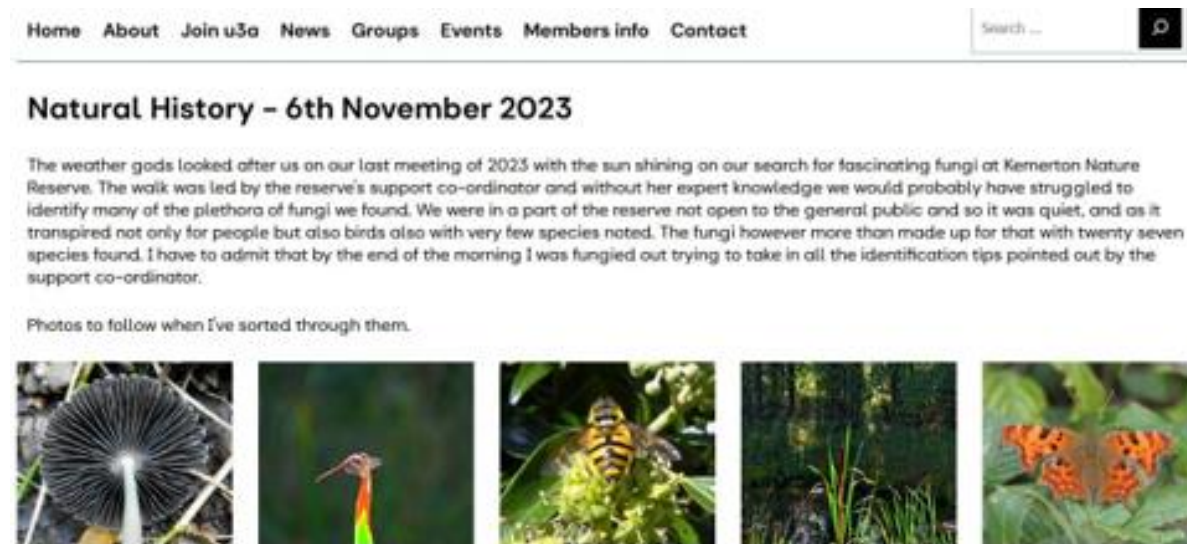 Home About Join u3a News Groups Events Members info Contact
Search ...
Natural History – 6th November 2023
The weather gods looked after us on our last meeting of 2023 with the sun shining on our search for fascinating fungi at Kemerton Nature
Reserve. The walk was led by the reserve's support co-ordinator and without her expert knowledge we would probably have struggled to
identify many of the plethora of fungi we found. We were in a part of the reserve not open to the general public and so it was quiet, and as it
transpired not only for people but also birds also with very few species noted. The fungi however more than made up for that with twenty seven
species found. I have to admit that by the end of the morning I was fungied out trying to take in all the identification tips pointed out by the
support co-ordinator.
Photos to follow when I've sorted through them.